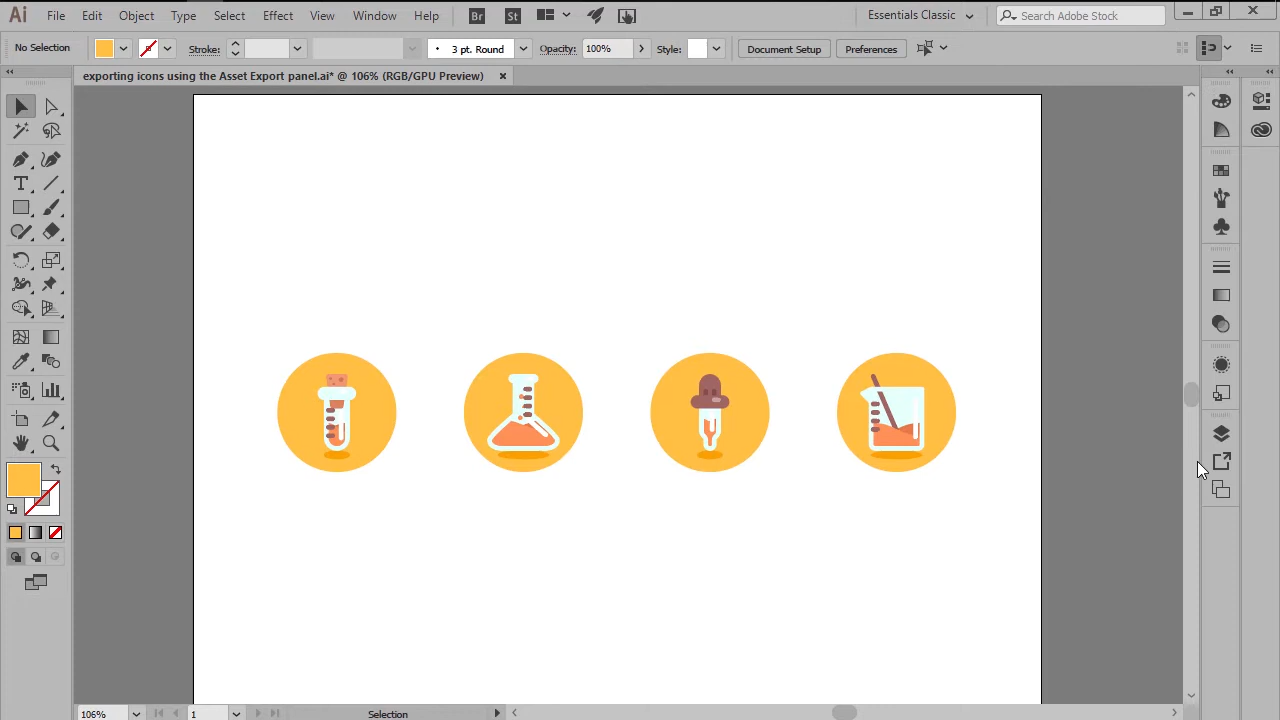 Ai File Edit Object Type Select Effect View Window Help Br St Essentials Classic Search Adobe Stock
No Selection Stroke: 3 pt. Round Opacity: 100% Style: Document Setup Preferences
exporting icons using the Asset Export panel.ai* @ 106% (RGB/GPU Preview)
106% 1 Selection